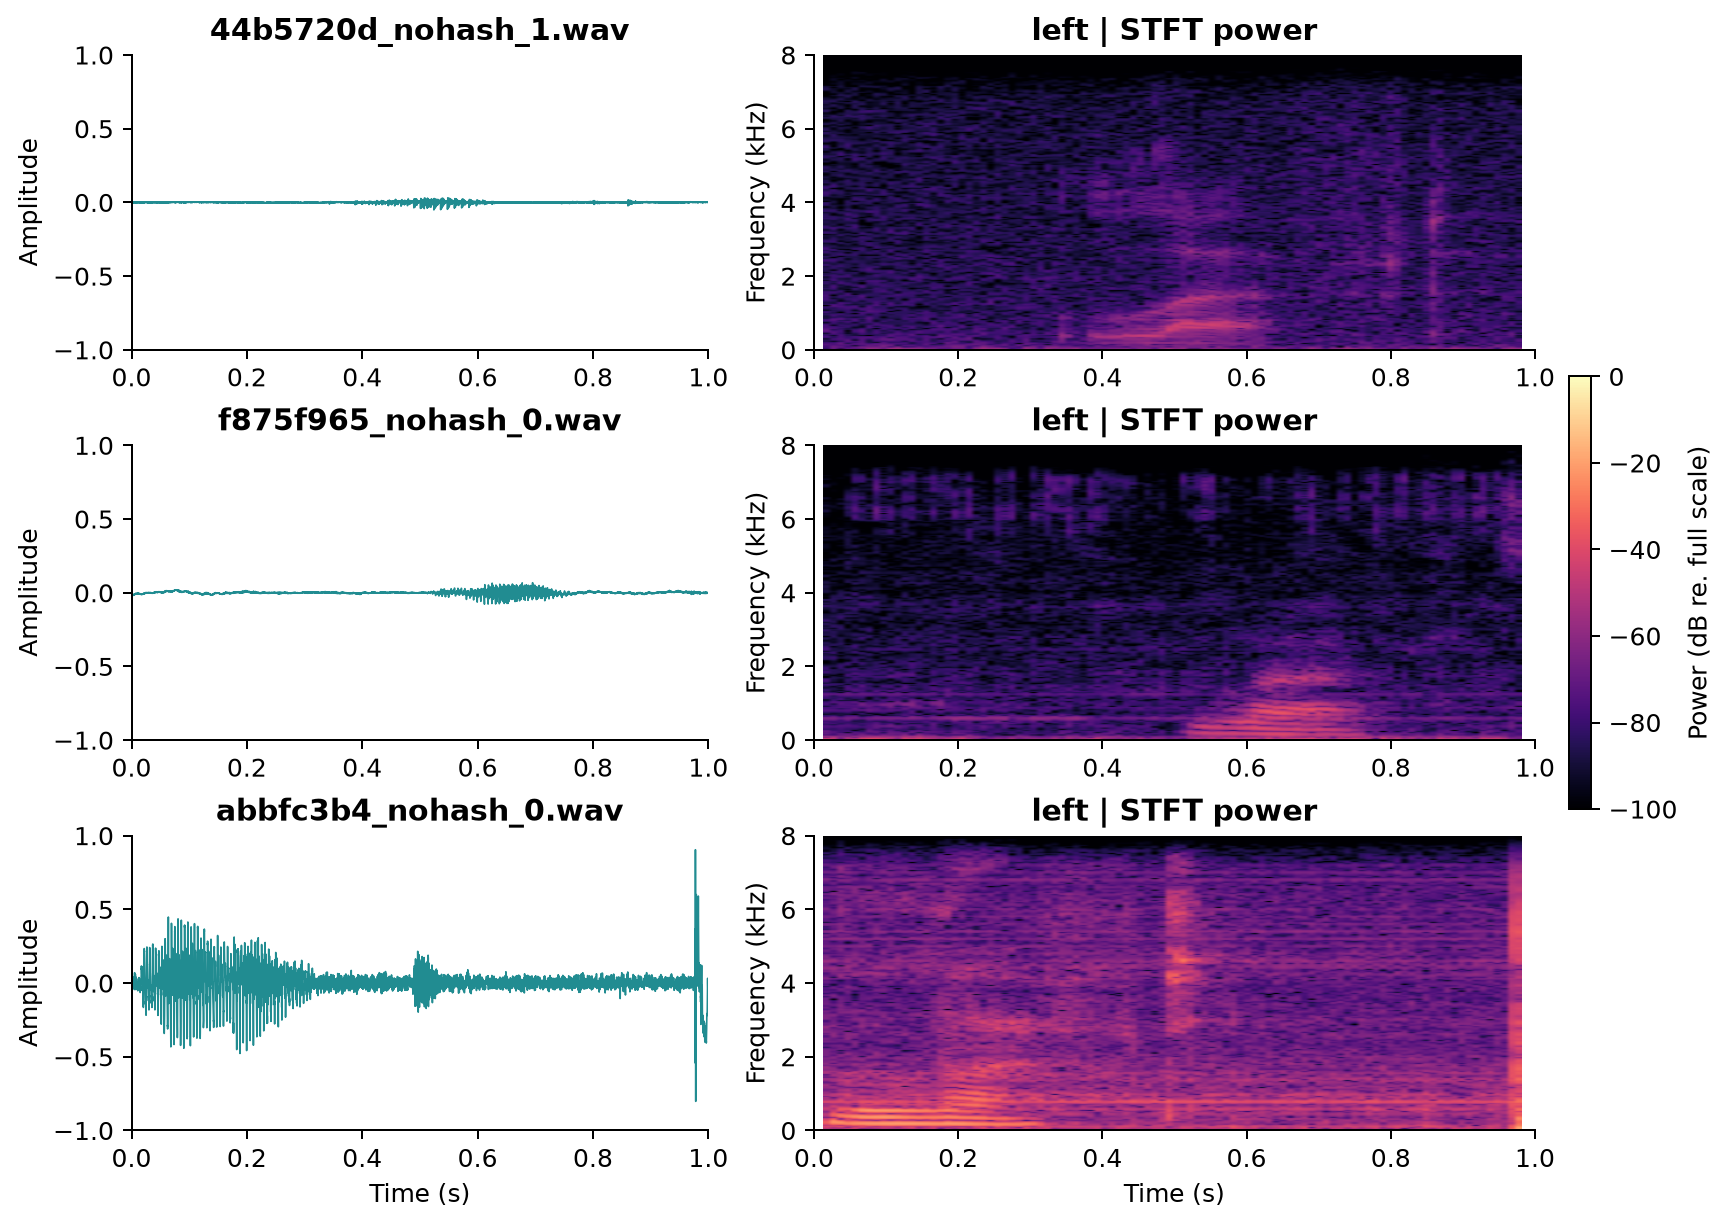 44b5720d_nohash_1.wav
left | STFT power
1.0
0.5
0.0
−0.5
−1.0
Amplitude
0.0 0.2 0.4 0.6 0.8 1.0
8
6
4
2
0
Frequency (kHz)
0.0 0.2 0.4 0.6 0.8 1.0
f875f965_nohash_0.wav
left | STFT power
1.0
0.5
0.0
−0.5
−1.0
Amplitude
0.0 0.2 0.4 0.6 0.8 1.0
8
6
4
2
0
Frequency (kHz)
0.0 0.2 0.4 0.6 0.8 1.0
0
−20
−40
−60
−80
−100
Power (dB re. full scale)
abbfc3b4_nohash_0.wav
left | STFT power
1.0
0.5
0.0
−0.5
−1.0
Amplitude
0.0 0.2 0.4 0.6 0.8 1.0
Time (s)
8
6
4
2
0
Frequency (kHz)
0.0 0.2 0.4 0.6 0.8 1.0
Time (s)